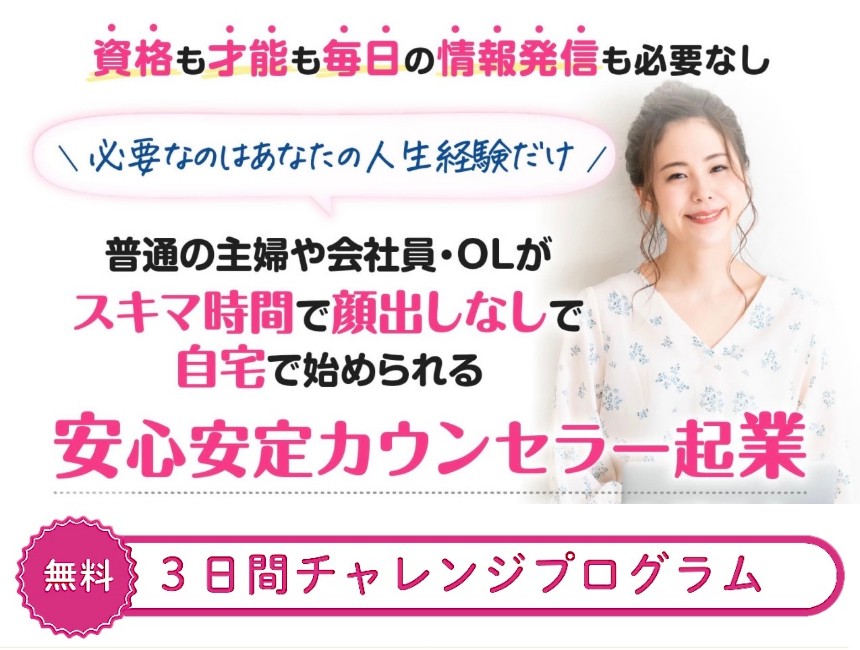 資格も才能も毎日の情報発信も必要なし
\ 必要なのはあなたの人生経験だけ /
普通の主婦や会社員・OLが
スキマ時間で顔出しなしで
自宅で始められる
安心安定カウンセラー起業
無料 3日間チャレンジプログラム